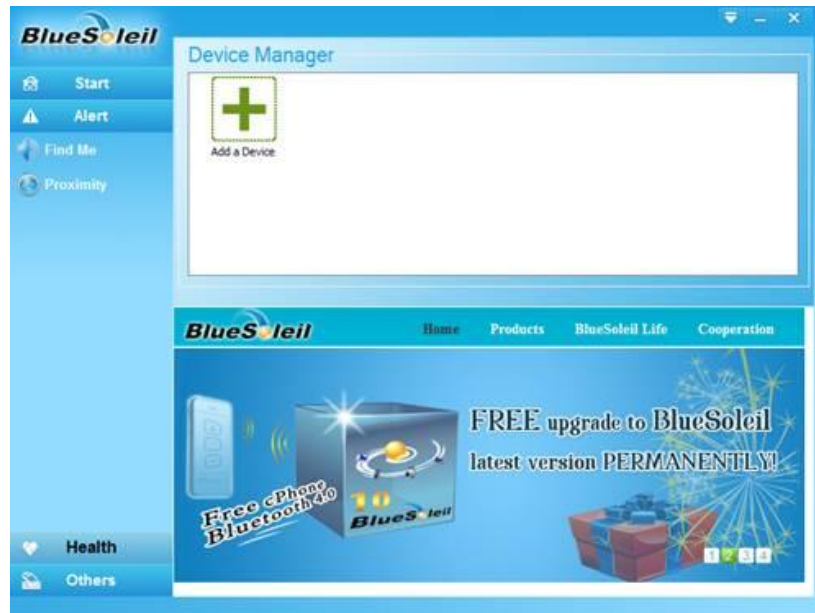 BlueSoleil
Device Manager
Start
Alert
Find Me
Proximity
Add a Device
BlueSoleil
Home Products BlueSoleil Life Cooperation
FREE upgrade to BlueSoleil
latest version PERMANENTLY!
Free cPhone
Bluetooth 4.0
10
BlueSoleil
1 2 3 4
Health
Others